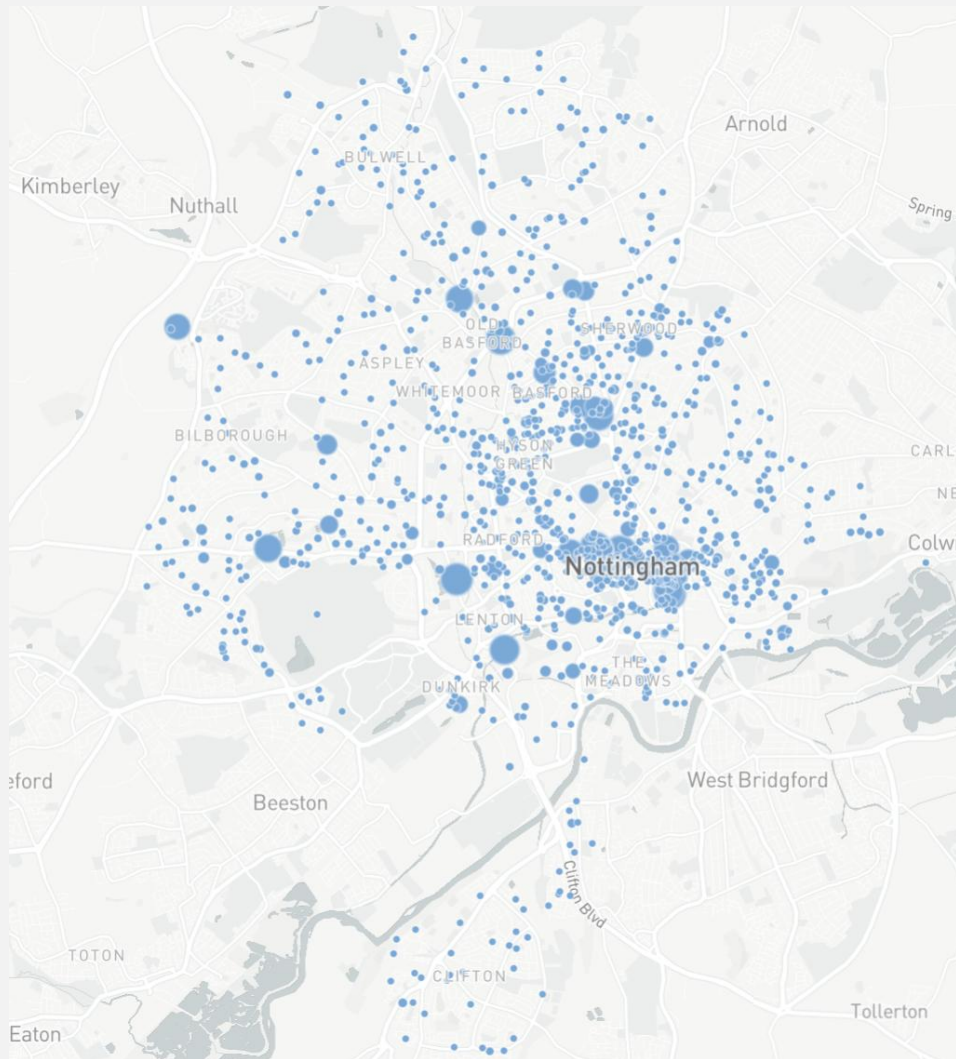 Arnold
BULWELL
Kimberley
Nuthall
Spring
OLD
BASFORD
SHERWOOD
ASPLEY
WHITEMOOR
BASFORD
BILBOROUGH
HYSON
GREEN
CARL
NE
RADFORD
Colw
Nottingham
LENTON
THE
MEADOWS
DUNKIRK
eford
West Bridgford
Beeston
Clifton Blvd
TOTON
CLIFTON
Tollerton
Eaton